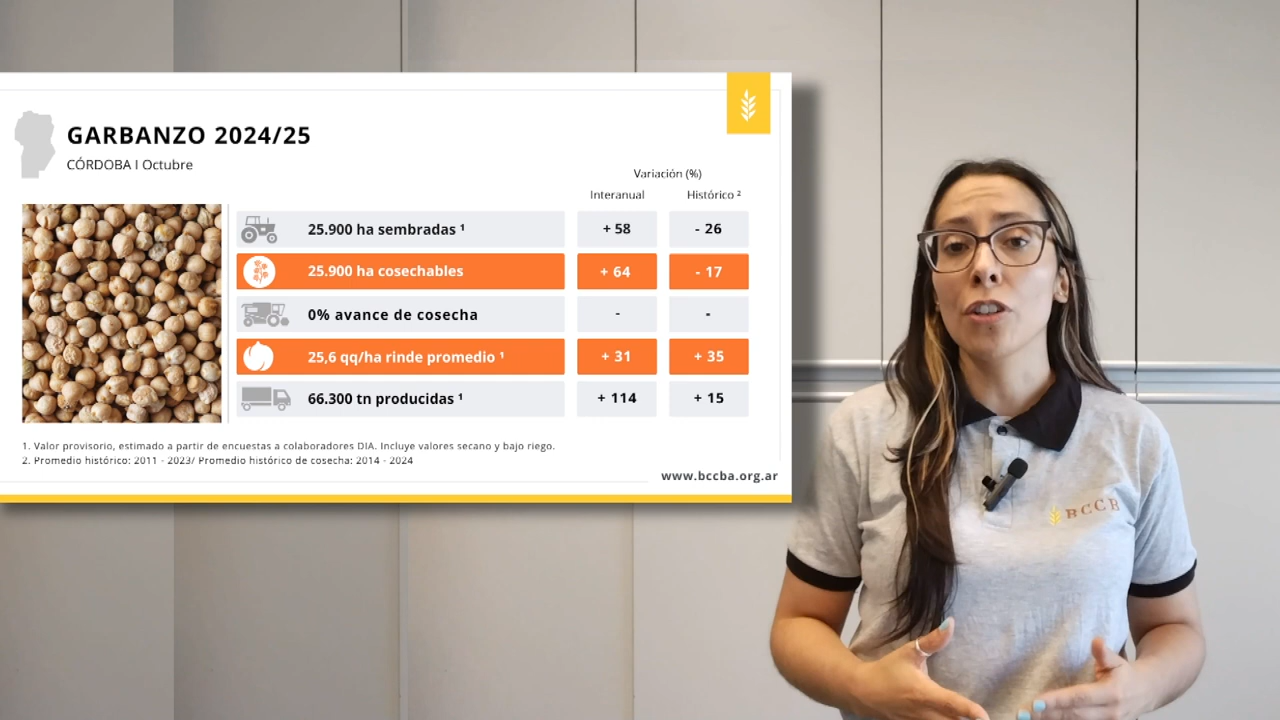 GARBANZO 2024/25
CÓRDOBA I Octubre
Variación (%)
Interanual Histórico ²
25.900 ha sembradas ¹ + 58 - 26
25.900 ha cosechables + 64 - 17
0% avance de cosecha - -
25,6 qq/ha rinde promedio ¹ + 31 + 35
66.300 tn producidas ¹ + 114 + 15
1. Valor provisorio, estimado a partir de encuestas a colaboradores DIA. Incluye valores secano y bajo riego.
2. Promedio histórico: 2011 - 2023/ Promedio histórico de cosecha: 2014 - 2024
www.bccba.org.ar
BCCB